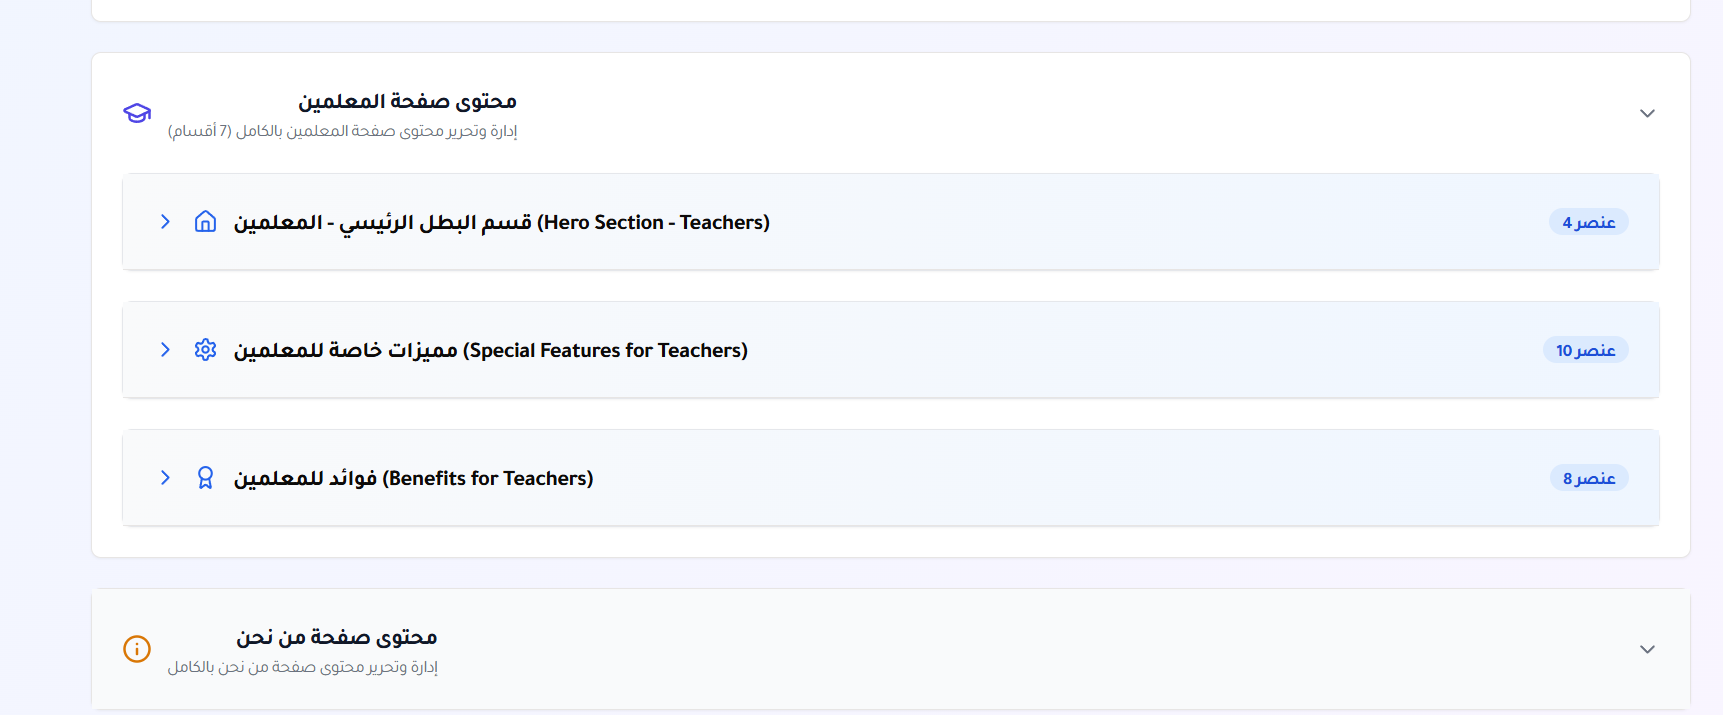 محتوى صفحة المعلمين
إدارة وتحرير محتوى صفحة المعلمين بالكامل (7 أقسام)
قسم البطل الرئيسي - المعلمين (Hero Section - Teachers)
4 عنصر
مميزات خاصة للمعلمين (Special Features for Teachers)
10 عنصر
فوائد للمعلمين (Benefits for Teachers)
8 عنصر
محتوى صفحة من نحن
إدارة وتحرير محتوى صفحة من نحن بالكامل